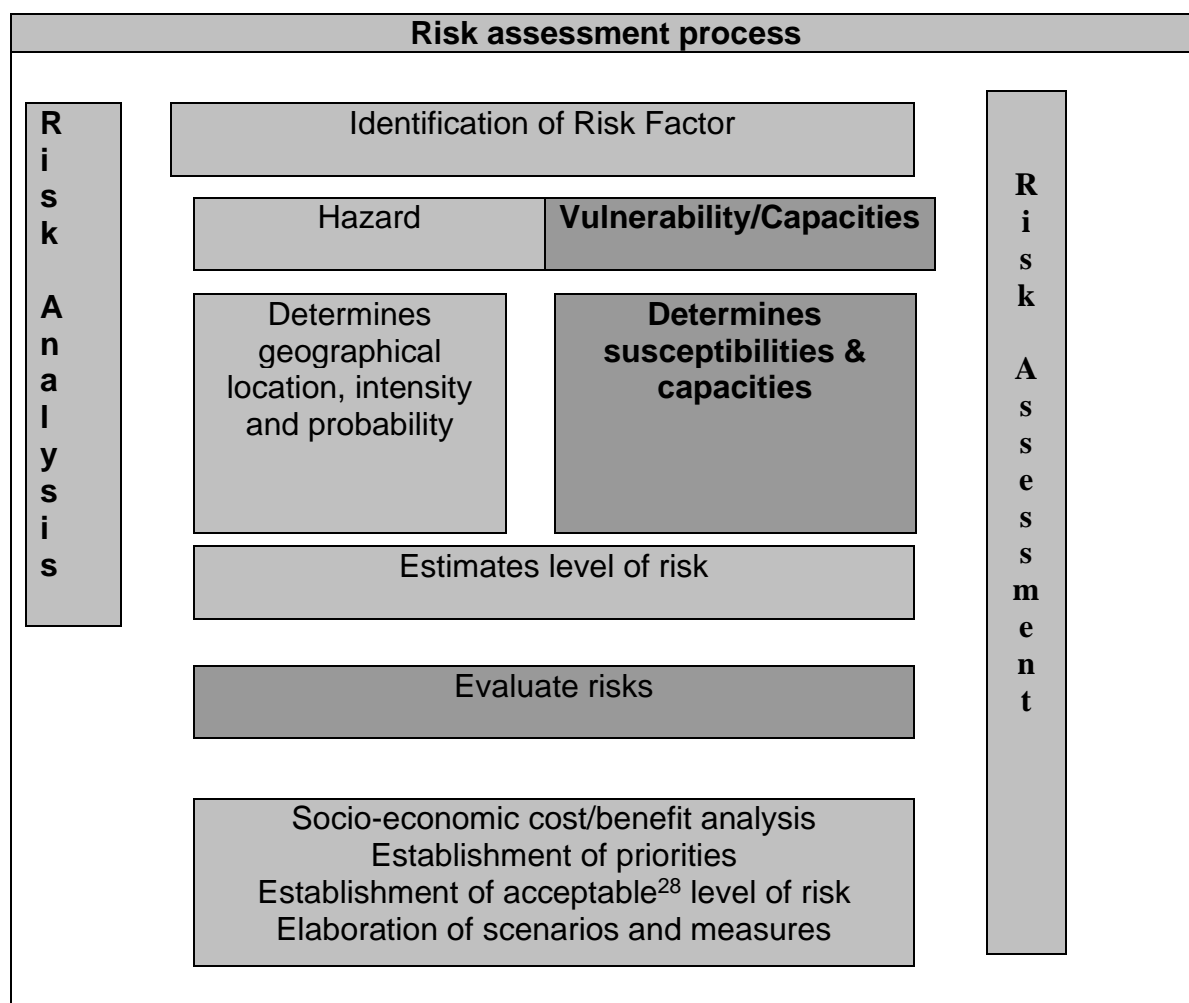 Risk assessment process
Risk Analysis
Identification of Risk Factor
Hazard
Vulnerability/Capacities
Determines
geographical
location, intensity
and probability
Determines
susceptibilities &
capacities
Estimates level of risk
Evaluate risks
Socio-economic cost/benefit analysis
Establishment of priorities
Establishment of acceptable28 level of risk
Elaboration of scenarios and measures
Risk Assessment